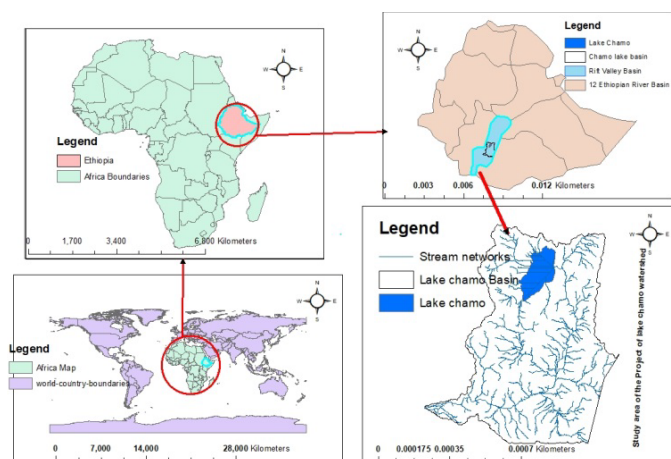 N
W E
S
Legend
Ethiopia
Africa Boundaries
0 1,700 3,400 6,800 Kilometers
Legend
Lake Chamo
Chamo lake basin
Rift Valley Basin
12 Ethiopian River Basin
N
W E
S
0 0.003 0.006 0.012 Kilometers
N
W E
S
Legend
Africa Map
world-country-boundaries
0 7,000 14,000 28,000 Kilometers
Legend
Stream networks
Lake chamo Basin
Lake chamo
N
W E
S
Study area of the Project of lake chamo watershed
0 0.000175 0.00035 0.0007 Kilometers